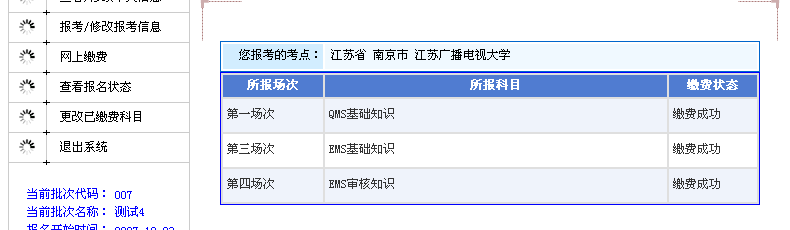 报考/修改报考信息
网上缴费
查看报名状态
更改已缴费科目
退出系统
当前批次代码： 007
当前批次名称： 测试4
您报考的考点： 江苏省 南京市 江苏广播电视大学
所报场次 所报科目 缴费状态
第一场次 QMS基础知识 缴费成功
第三场次 EMS基础知识 缴费成功
第四场次 EMS审核知识 缴费成功